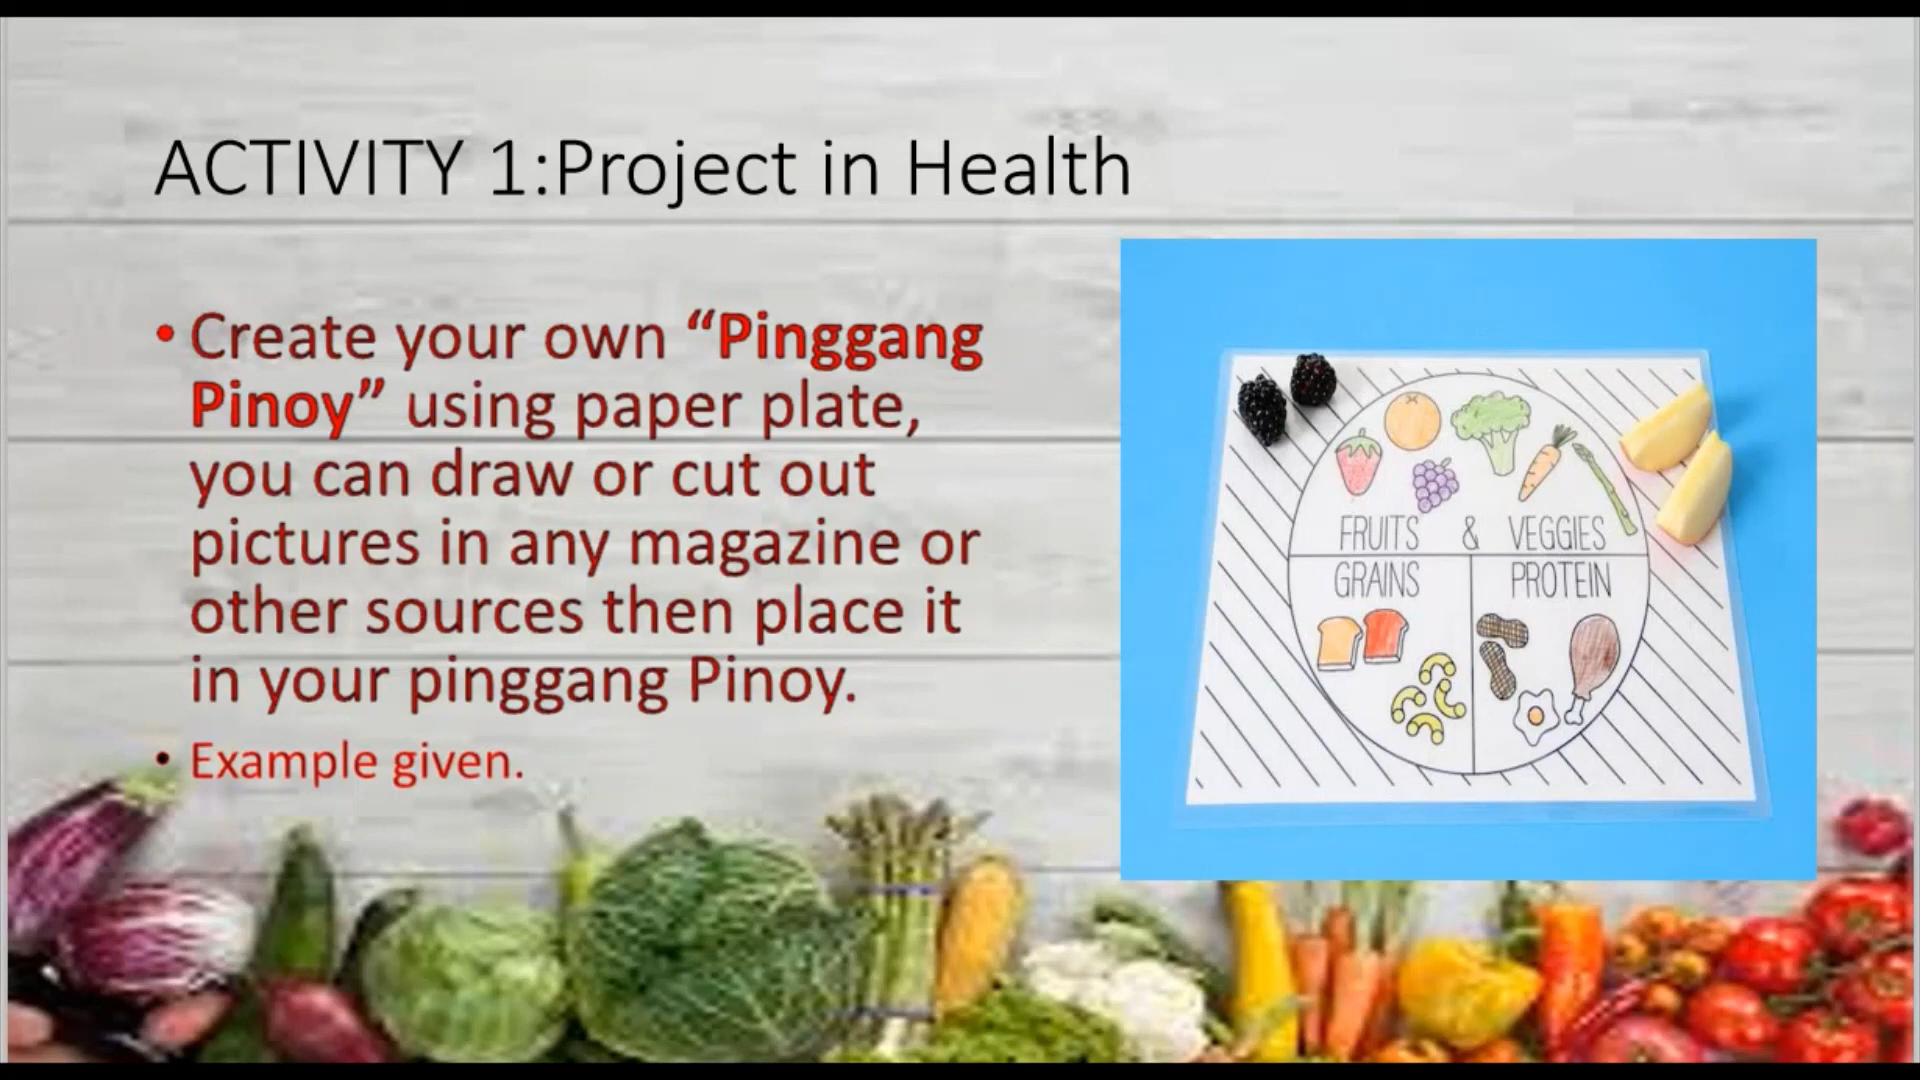 ACTIVITY 1:Project in Health
• Create your own “Pinggang
Pinoy” using paper plate,
you can draw or cut out
pictures in any magazine or
other sources then place it
in your pinggang Pinoy.
• Example given.
FRUITS & VEGGIES
GRAINS
PROTEIN